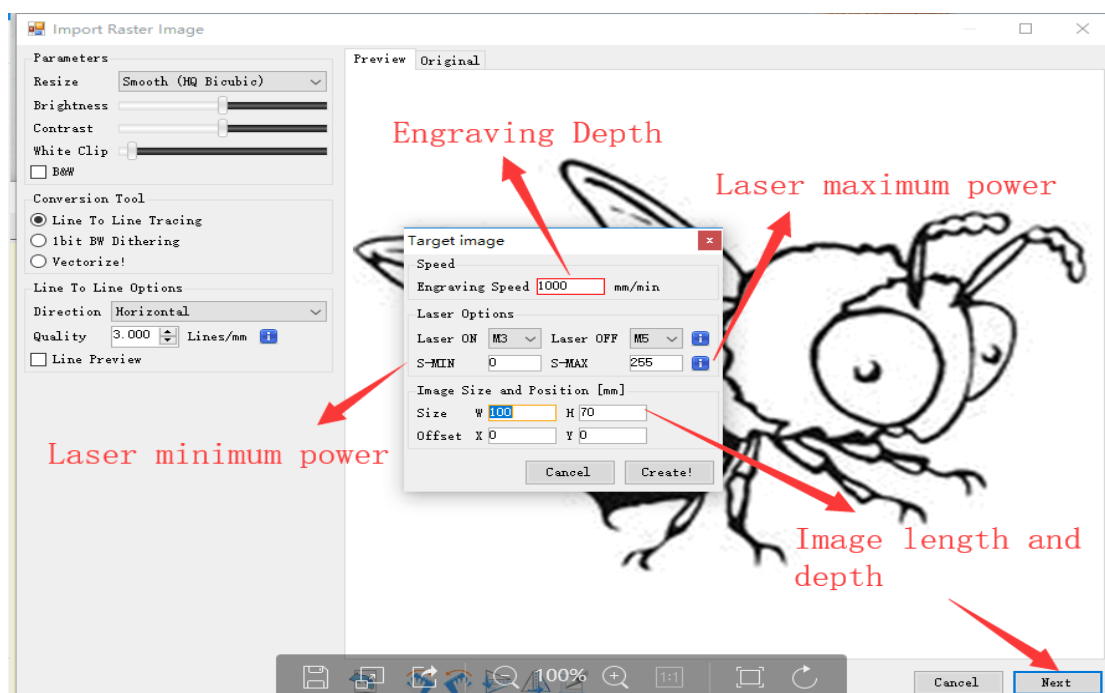 Import Raster Image
Parameters
Resize Smooth (HQ Bicubic)
Brightness
Contrast
White Clip
B&W
Conversion Tool
Line To Line Tracing
1bit BW Dithering
Vectorize!
Line To Line Options
Direction Horizontal
Quality 3.000 Lines/mm
Line Preview
Preview Original
Engraving Depth
Laser maximum power
Target image
Speed
Engraving Speed 1000 mm/min
Laser Options
Laser ON M3 Laser OFF M5
S-MIN 0 S-MAX 255
Image Size and Position [mm]
Size W 100 H 70
Offset X 0 Y 0
Cancel Create!
Laser minimum power
Image length and
depth
100% 1:1
Cancel Next